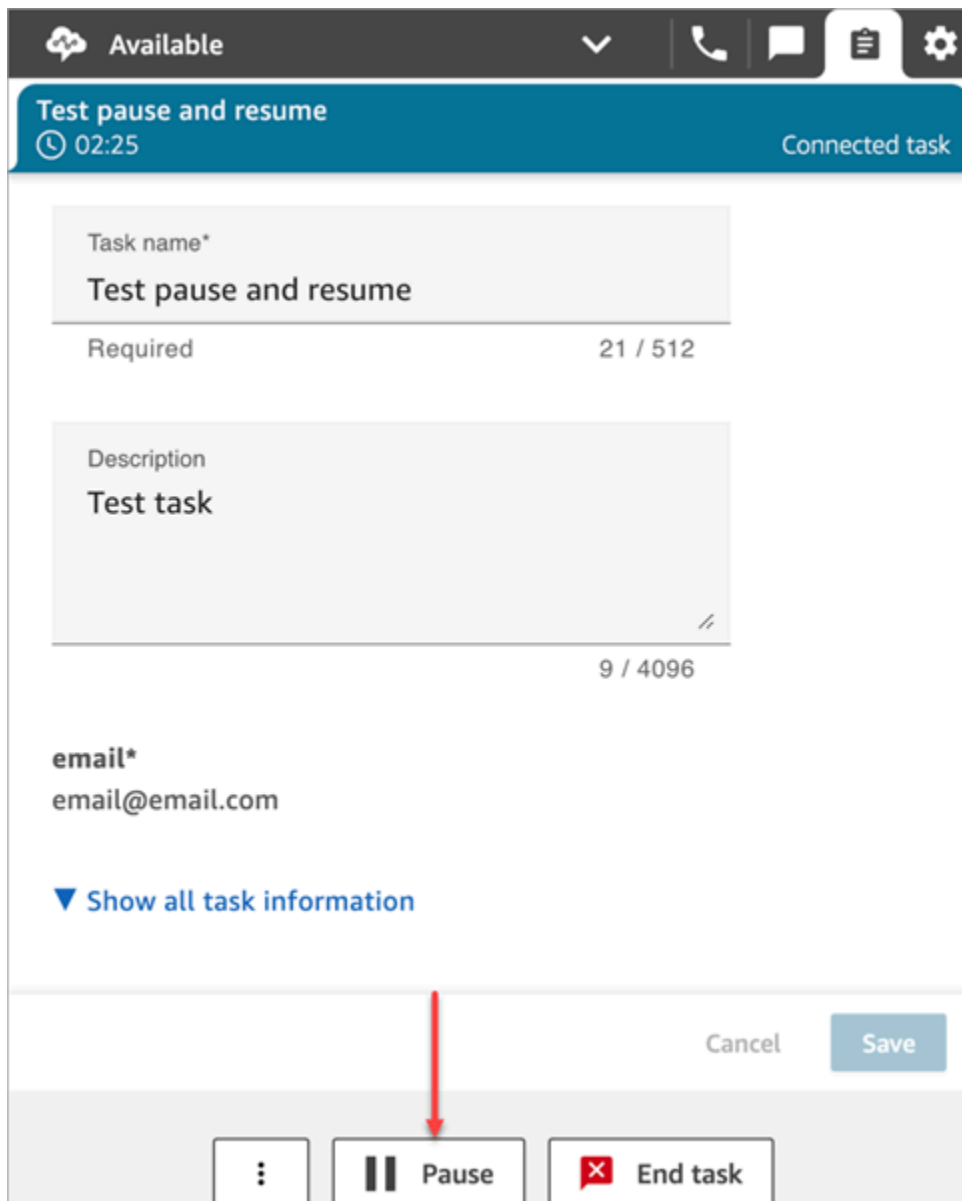 Available
Test pause and resume
02:25 Connected task
Task name*
Test pause and resume
Required 21 / 512
Description
Test task
9 / 4096
email*
email@email.com
Show all task information
Cancel Save
Pause End task